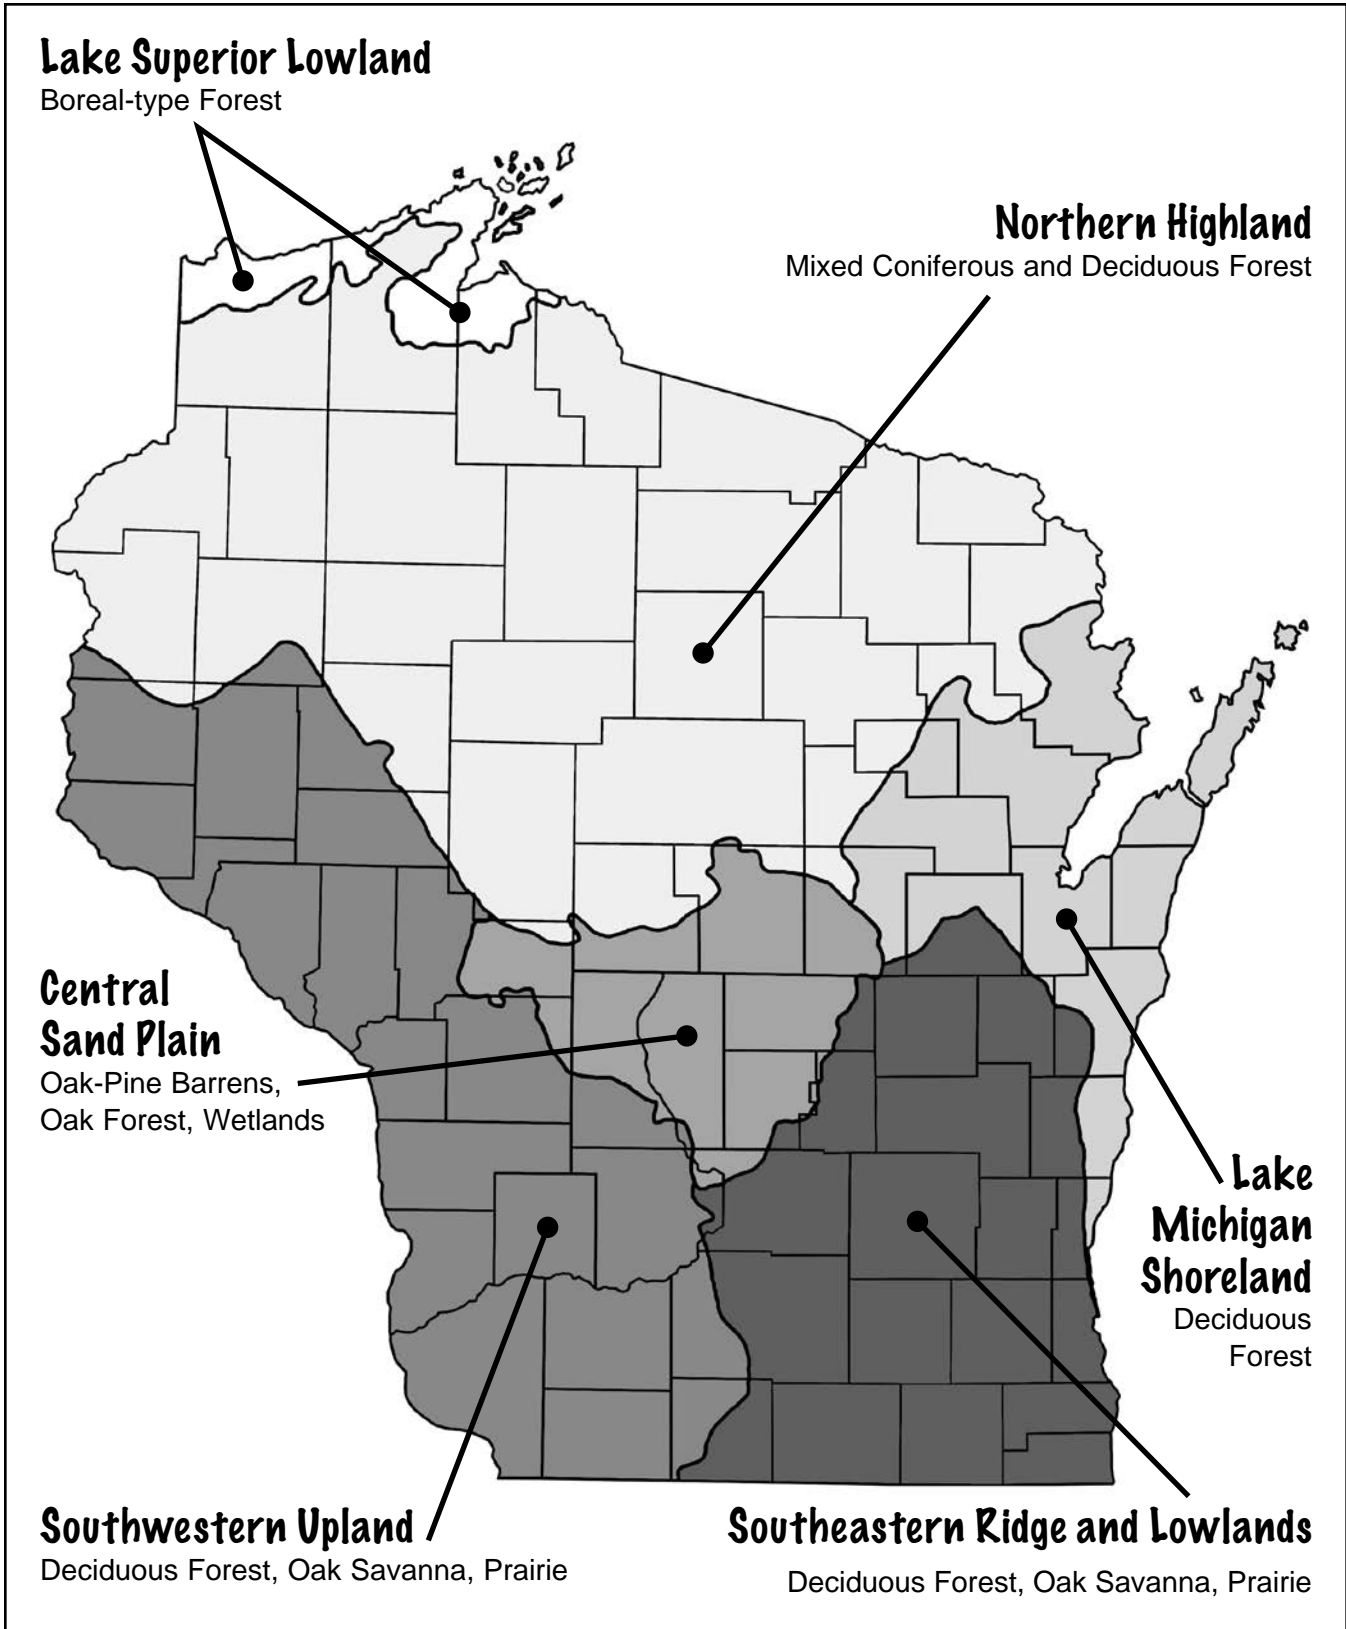 Lake Superior Lowland
Boreal-type Forest
Northern Highland
Mixed Coniferous and Deciduous Forest
Central
Sand Plain
Oak-Pine Barrens,
Oak Forest, Wetlands
Lake
Michigan
Shoreland
Deciduous
Forest
Southwestern Upland
Deciduous Forest, Oak Savanna, Prairie
Southeastern Ridge and Lowlands
Deciduous Forest, Oak Savanna, Prairie